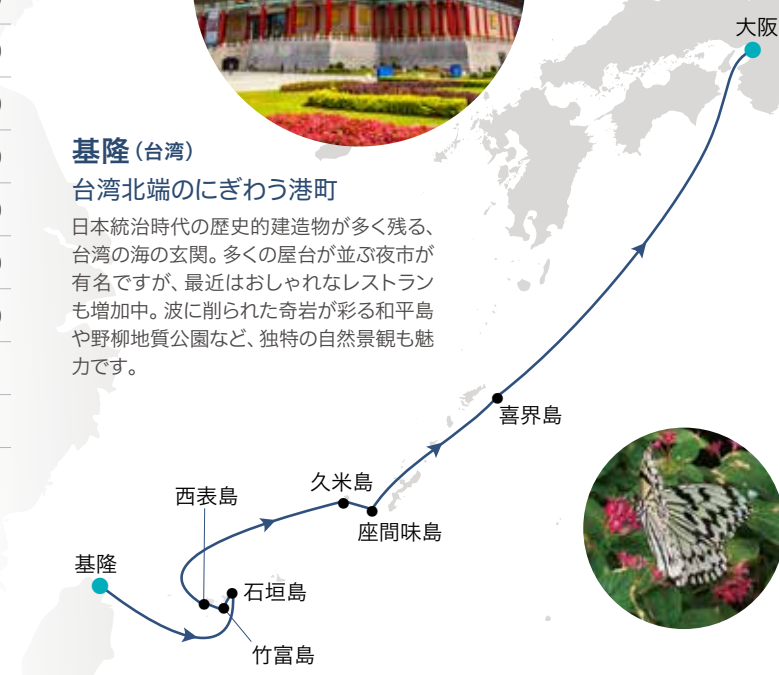 大阪
基隆（台湾）
台湾北端のにぎわう港町
日本統治時代の歴史的建造物が多く残る、
台湾の海の玄関。多くの屋台が並ぶ夜市が
有名ですが、最近はおしゃれなレストラン
も増加中。波に削られた奇岩が彩る和平島
や野柳地質公園など、独特の自然景観も魅
力です。
喜界島
久米島
西表島
座間味島
基隆
石垣島
竹富島